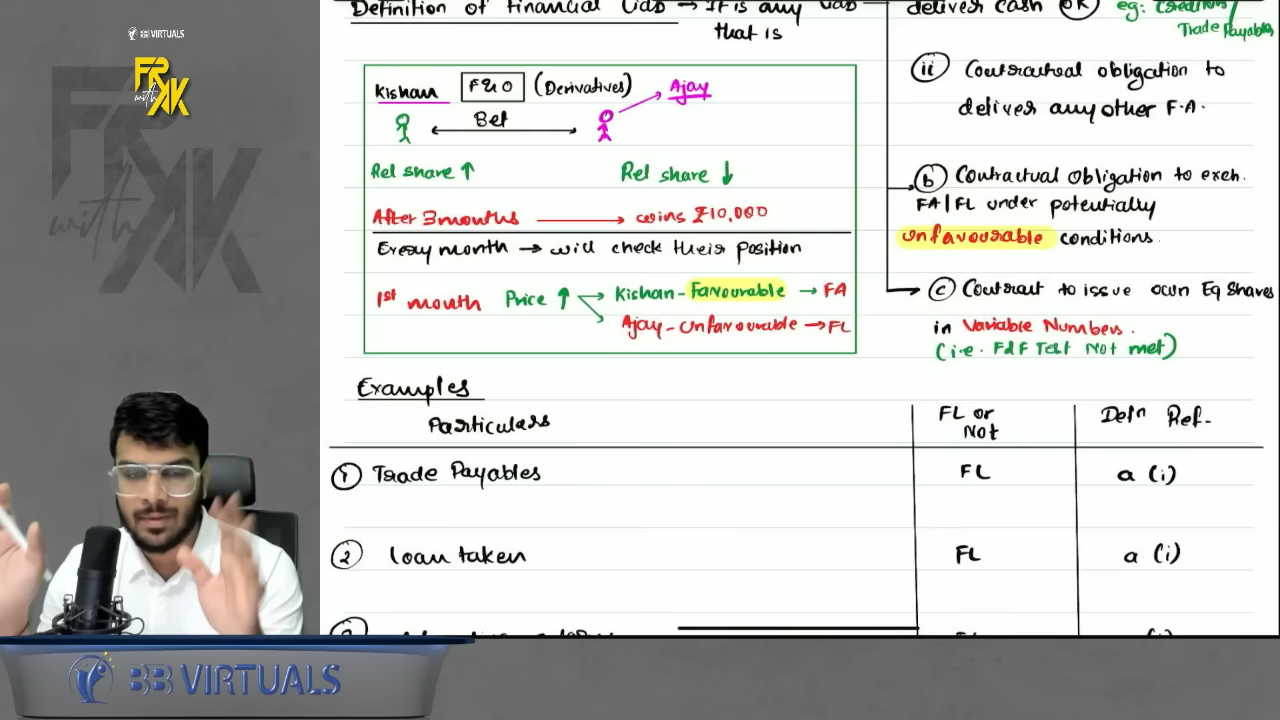 BB VIRTUALS
FR
with AK
FR
with AK
Definition of Financial Liab → It is any Liab
that is
deliver cash OR eg: Creditors/
Trade Payables
ii Contractual obligation to
deliver any other F.A.
b Contractual Obligation to exch.
FA|FL under potentially
unfavourable conditions.
c Contract to issue own Eq Shares
in Variable Numbers.
(i.e. FdF Test Not met)
Kishan F&O (Derivatives) Ajay
Bet
Rel share ↑ Rel share ↓
After 3 months → wins ₹10,000
Every month → will check their position
1st month Price ↑ Kishan - Favourable → FA
Ajay - Unfavourable → FL
Examples
Particulars FL or Not Defn Ref.
1 Trade Payables FL a (i)
2 Loan taken FL a (i)
BB VIRTUALS